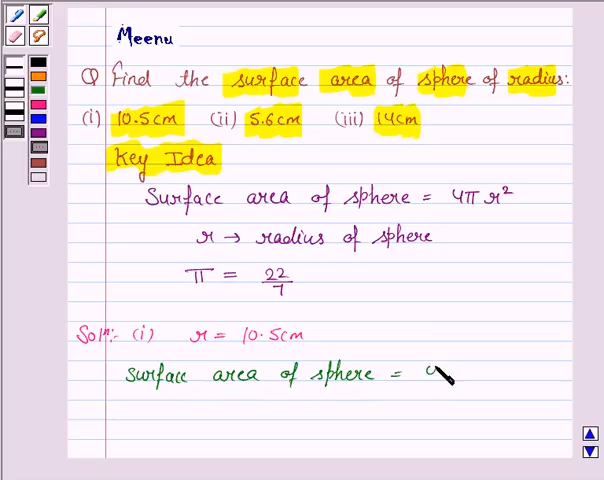 Meenu
Q Find the surface area of sphere of radius:
(i) 10.5cm (ii) 5.6cm (iii) 14cm
Key Idea
Surface area of sphere = 4πr²
r → radius of sphere
π = 22/7
Solⁿ:- (i) r = 10.5cm
Surface area of sphere =